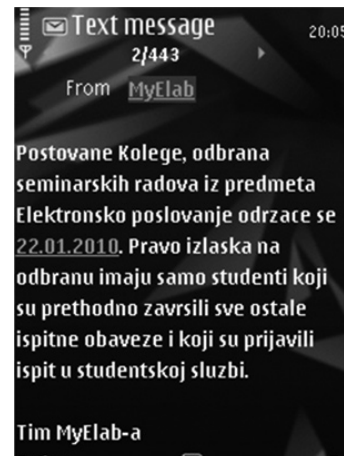 Text message
20:05
2/443
From MyElab
Postovane Kolege, odbrana
seminarskih radova iz predmeta
Elektronsko poslovanje odrzace se
22.01.2010. Pravo izlaska na
odbranu imaju samo studenti koji
su prethodno zavrsili sve ostale
ispitne obaveze i koji su prijavili
ispit u studentskoj sluzbi.
Tim MyElab-a